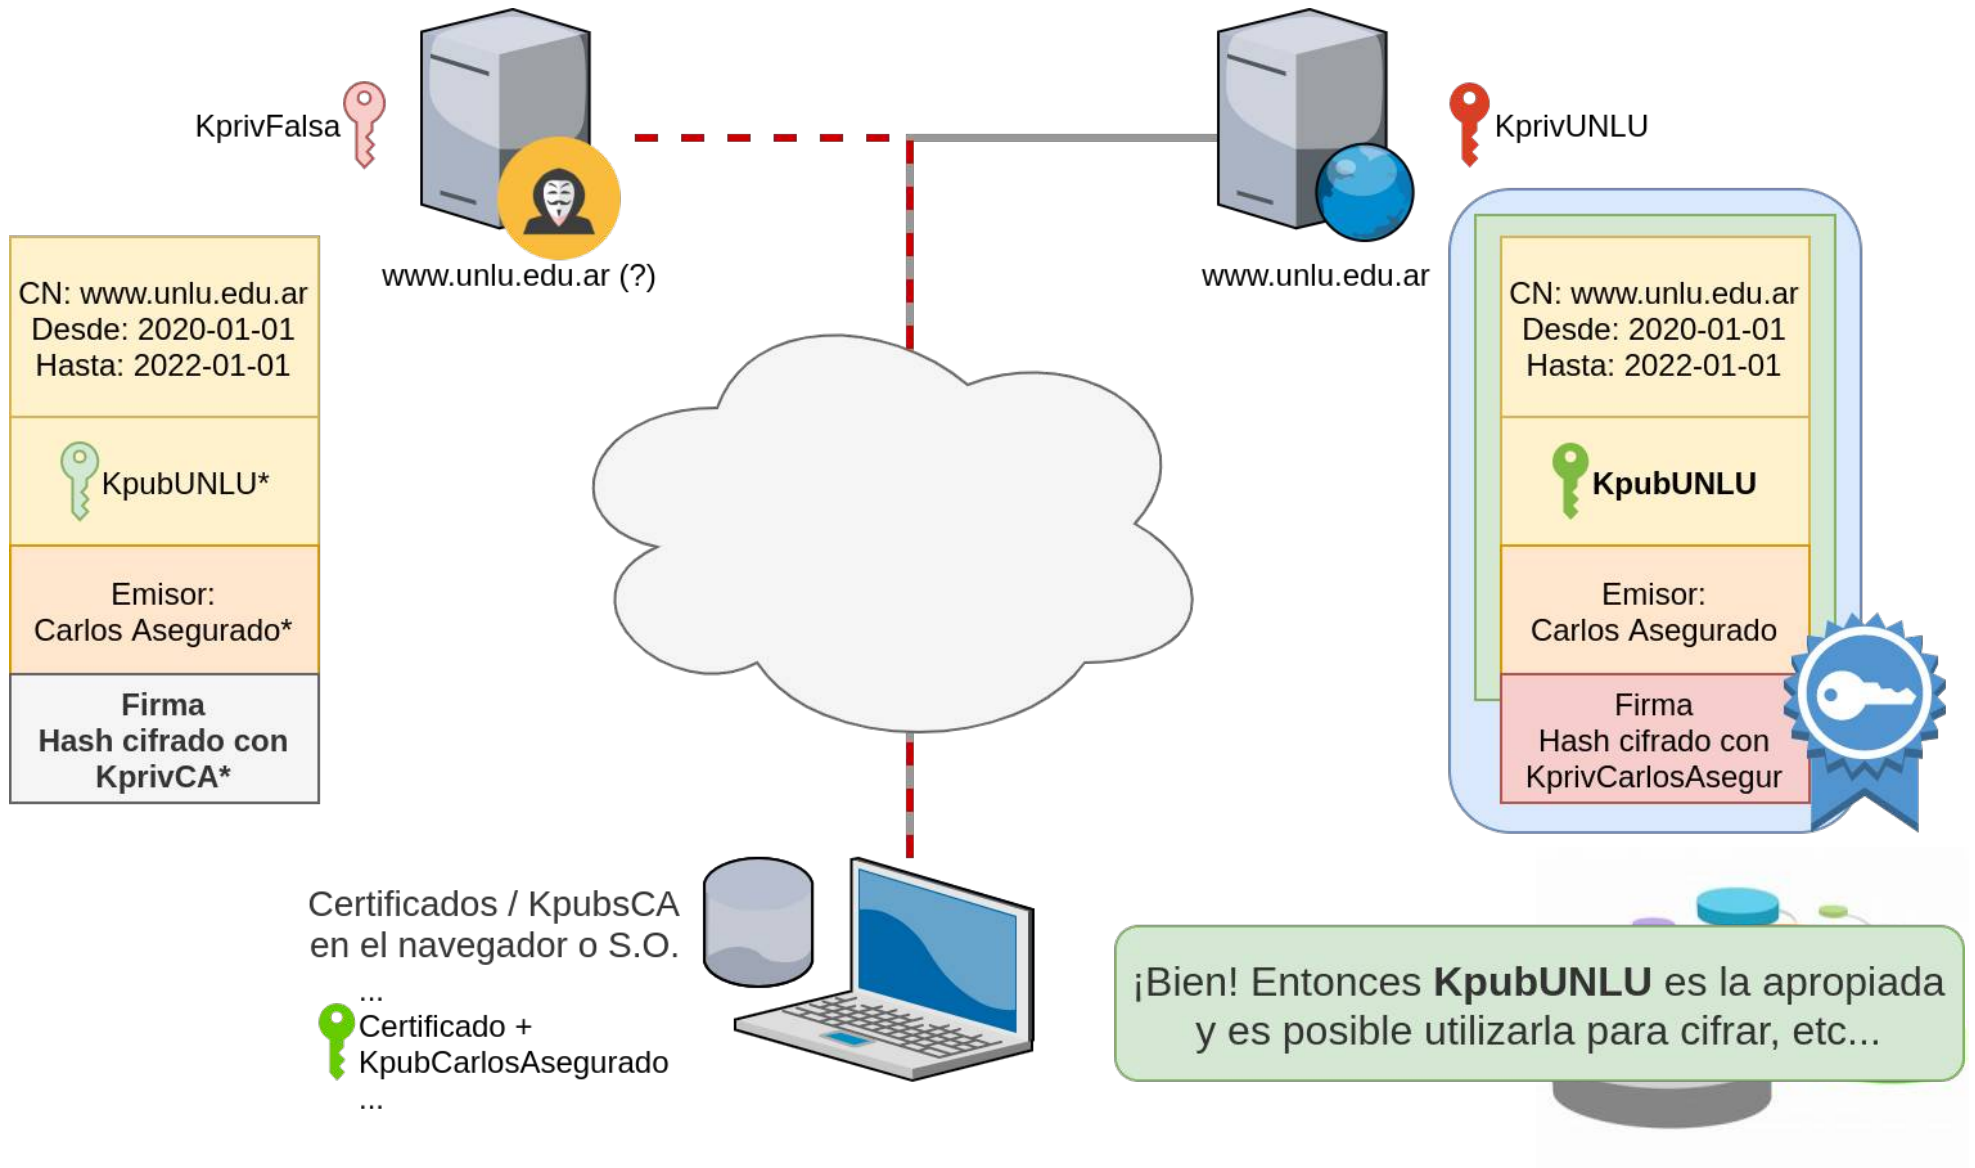 KprivFalsa
KprivUNLU
www.unlu.edu.ar (?)
www.unlu.edu.ar
CN: www.unlu.edu.ar
Desde: 2020-01-01
Hasta: 2022-01-01
KpubUNLU*
Emisor:
Carlos Asegurado*
Firma
Hash cifrado con
KprivCA*
CN: www.unlu.edu.ar
Desde: 2020-01-01
Hasta: 2022-01-01
KpubUNLU
Emisor:
Carlos Asegurado
Firma
Hash cifrado con
KprivCarlosAsegur
Certificados / KpubsCA
en el navegador o S.O.
...
Certificado +
KpubCarlosAsegurado
...
¡Bien! Entonces KpubUNLU es la apropiada
y es posible utilizarla para cifrar, etc...